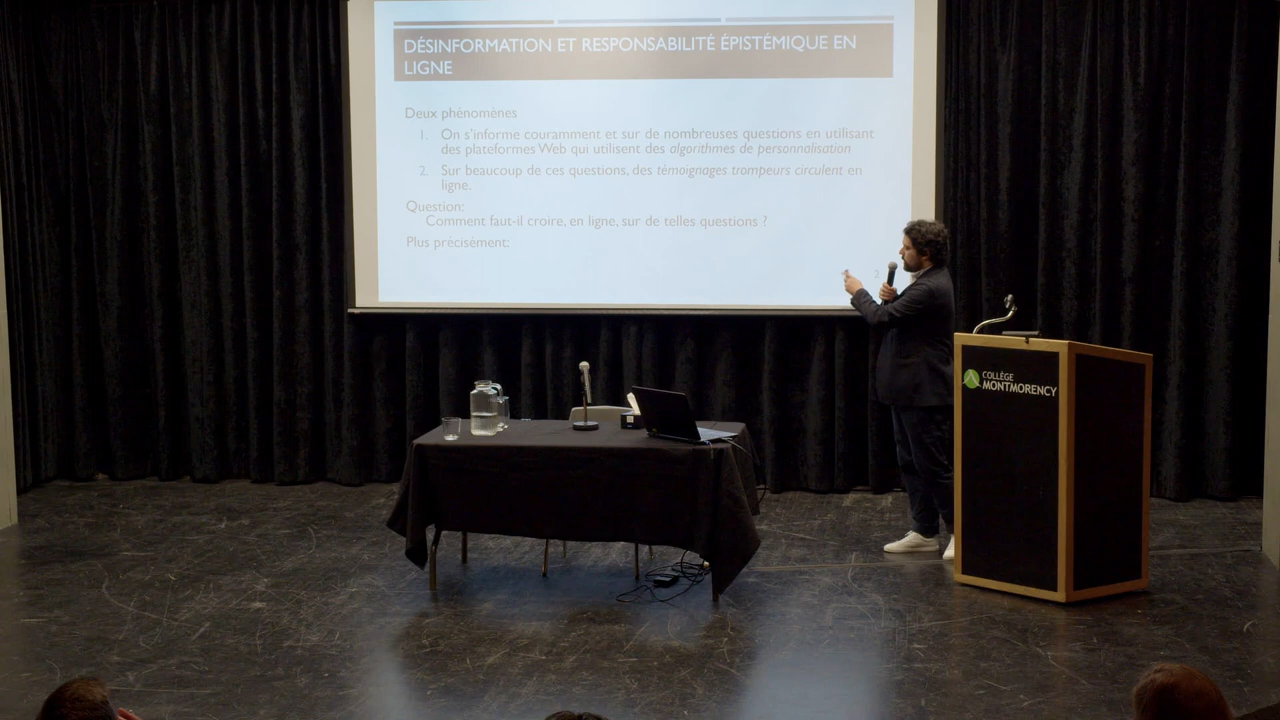 DÉSINFORMATION ET RESPONSABILITÉ ÉPISTÉMIQUE EN
LIGNE
Deux phénomènes
1. On s'informe couramment et sur de nombreuses questions en utilisant
des plateformes Web qui utilisent des algorithmes de personnalisation
2. Sur beaucoup de ces questions, des témoignages trompeurs circulent en
ligne.
Question:
Comment faut-il croire, en ligne, sur de telles questions ?
Plus précisément:
2
COLLÈGE
MONTMORENCY